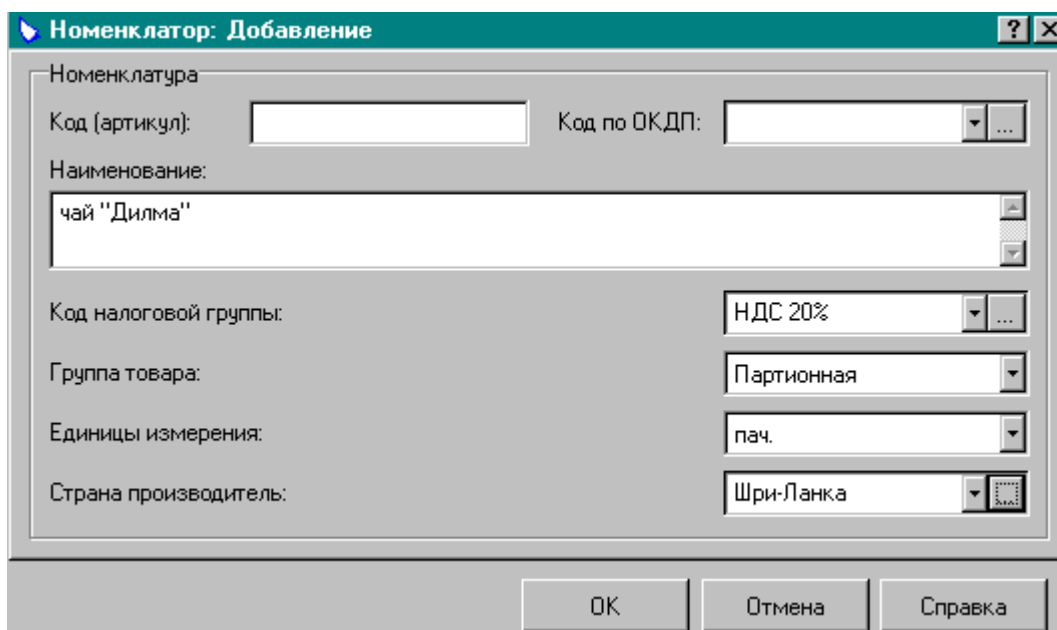 Номенклатор: Добавление
Номенклатура
Код (артикул): Код по ОКДП: ...
Наименование:
чай "Дилма"
Код налоговой группы: НДС 20% ...
Группа товара: Партионная
Единицы измерения: пач.
Страна производитель: Шри-Ланка ...
OK Отмена Справка